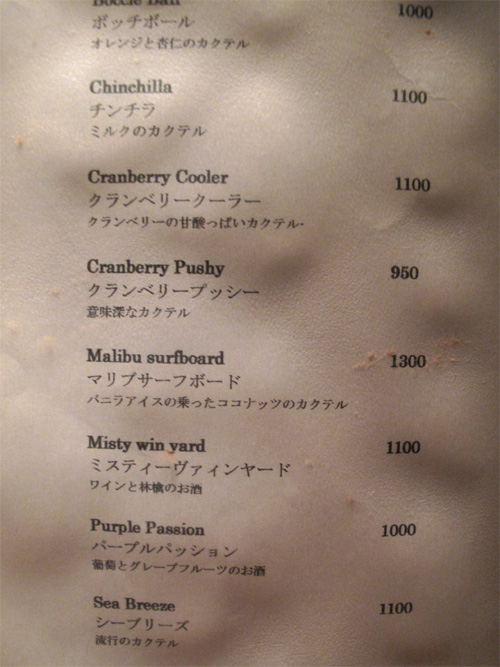 Boccie Ball 1000
ボッチボール
オレンジと杏仁のカクテル
Chinchilla 1100
チンチラ
ミルクのカクテル
Cranberry Cooler 1100
クランベリークーラー
クランベリーの甘酸っぱいカクテル・
Cranberry Pushy 950
クランベリープッシー
意味深なカクテル
Malibu surfboard 1300
マリブサーフボード
バニラアイスの乗ったココナッツのカクテル
Misty win yard 1100
ミスティーヴァィンヤード
ワインと林檎のお酒
Purple Passion 1000
パープルパッション
葡萄とグレープフルーツのお酒
Sea Breeze 1100
シーブリーズ
流行のカクテル